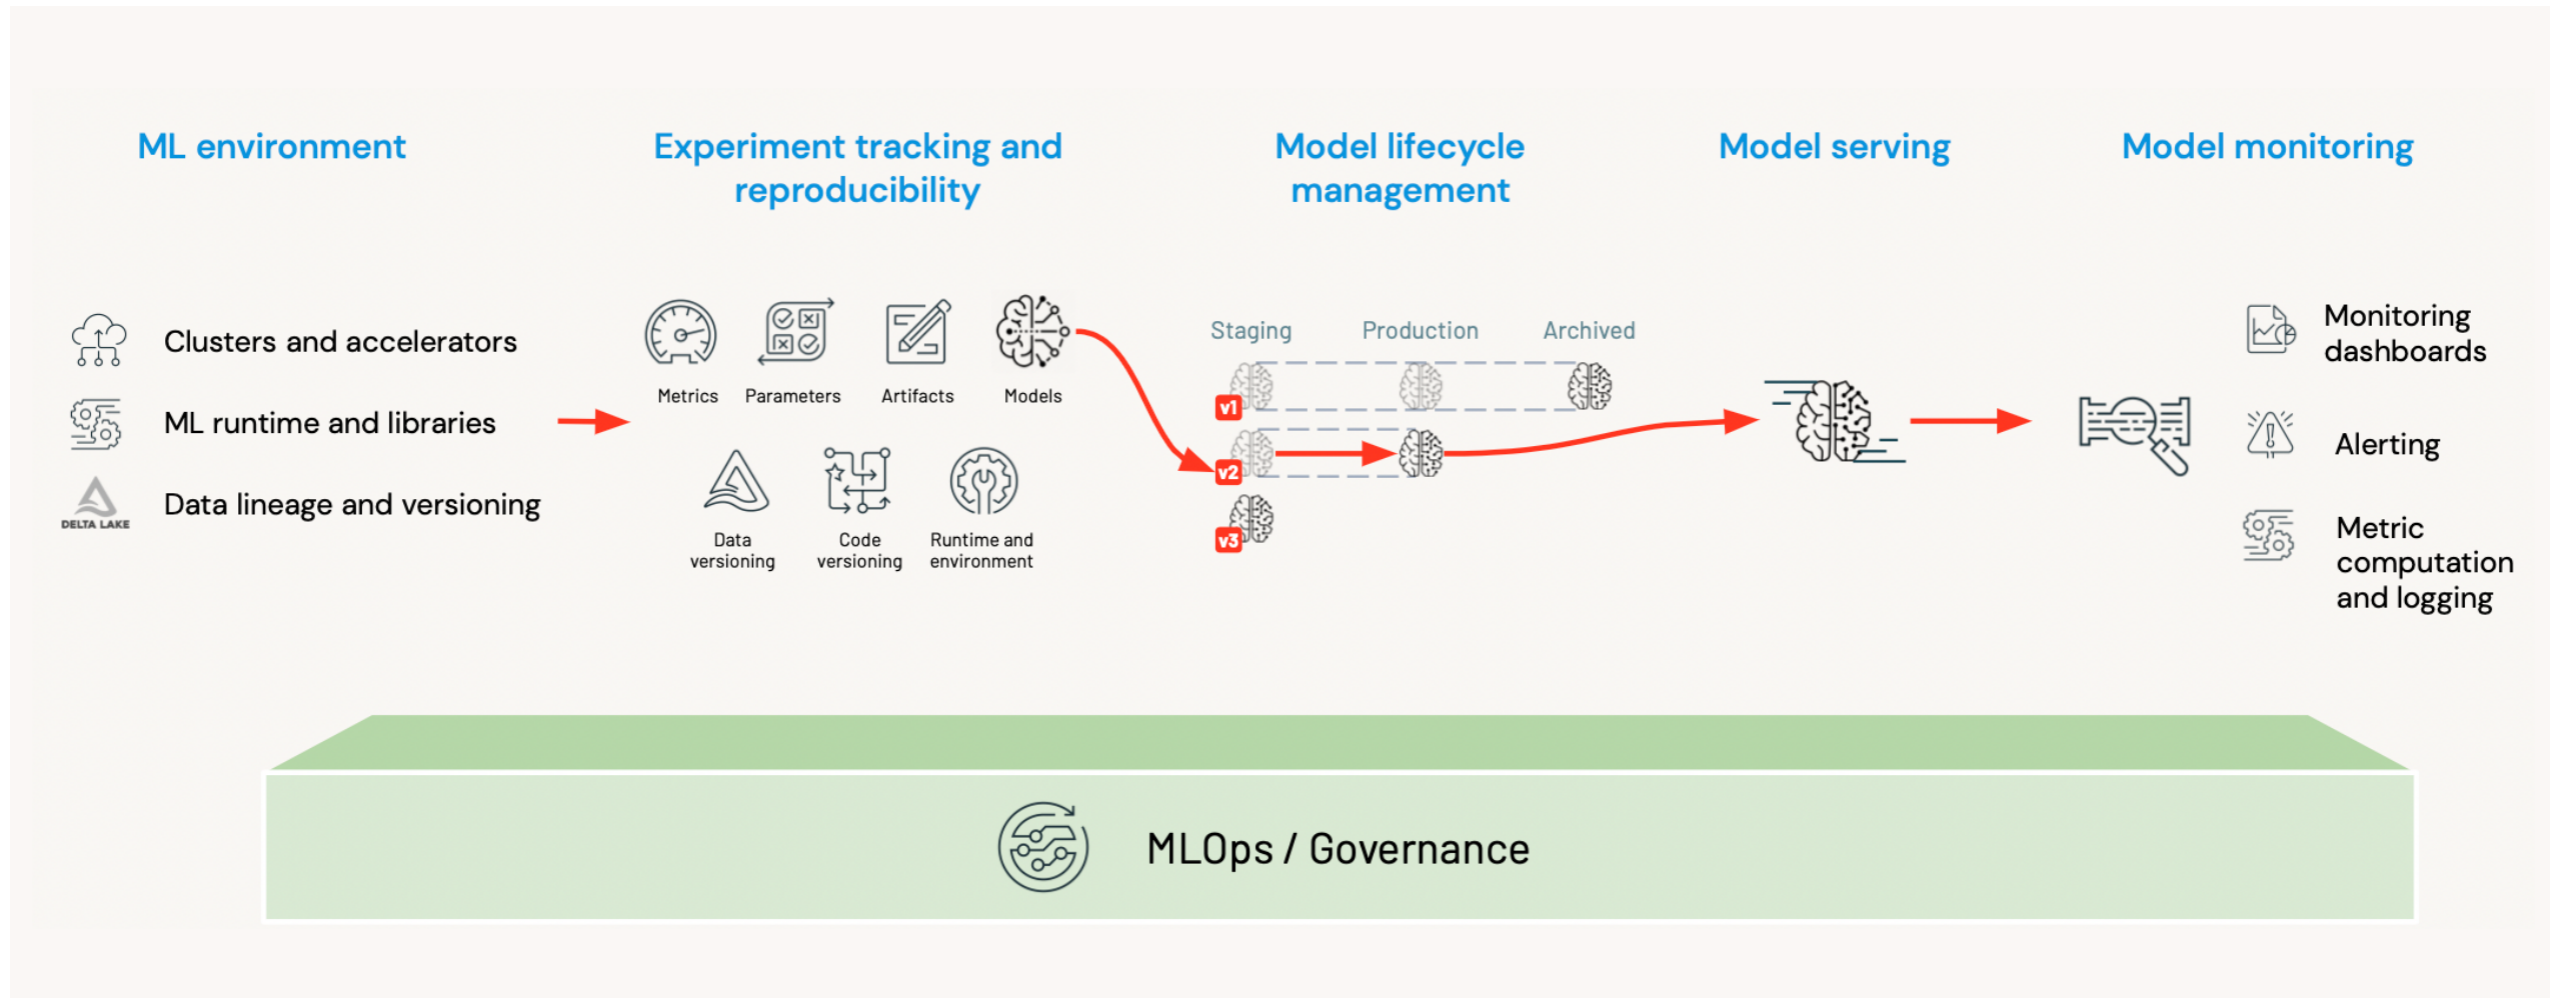 ML environment
Experiment tracking and
reproducibility
Model lifecycle
management
Model serving
Model monitoring
Clusters and accelerators
ML runtime and libraries
DELTA LAKE
Data lineage and versioning
Metrics
Parameters
Artifacts
Models
Data
versioning
Code
versioning
Runtime and
environment
Staging
Production
Archived
v1
v2
v3
Monitoring
dashboards
Alerting
Metric
computation
and logging
MLOps / Governance